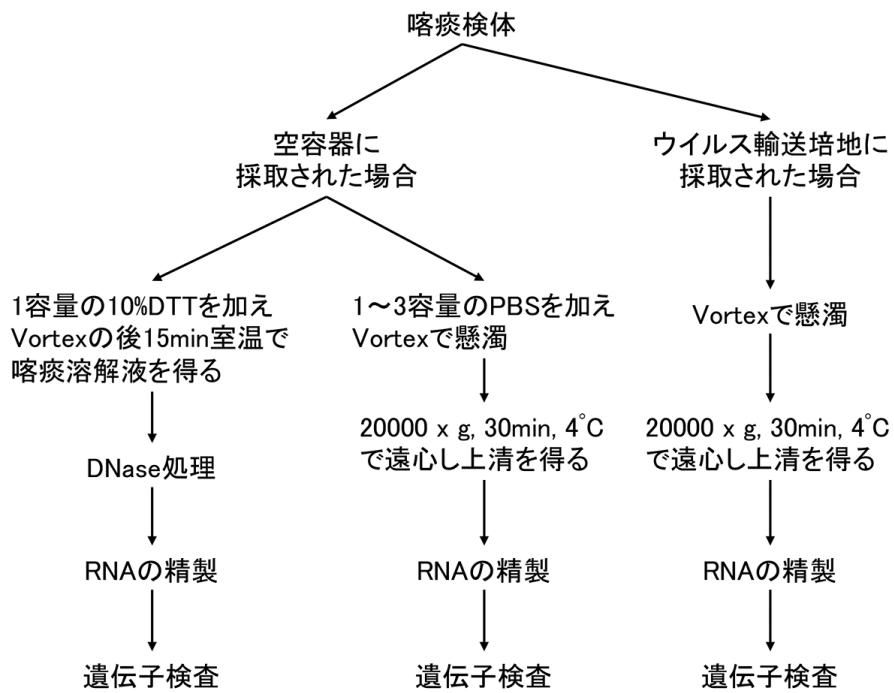 喀痰検体
空容器に
採取された場合
ウイルス輸送培地に
採取された場合
1容量の10%DTTを加え
Vortexの後15min室温で
喀痰溶解液を得る
DNase処理
RNAの精製
遺伝子検査
1～3容量のPBSを加え
Vortexで懸濁
20000 x g, 30min, 4°C
で遠心し上清を得る
RNAの精製
遺伝子検査
Vortexで懸濁
20000 x g, 30min, 4°C
で遠心し上清を得る
RNAの精製
遺伝子検査